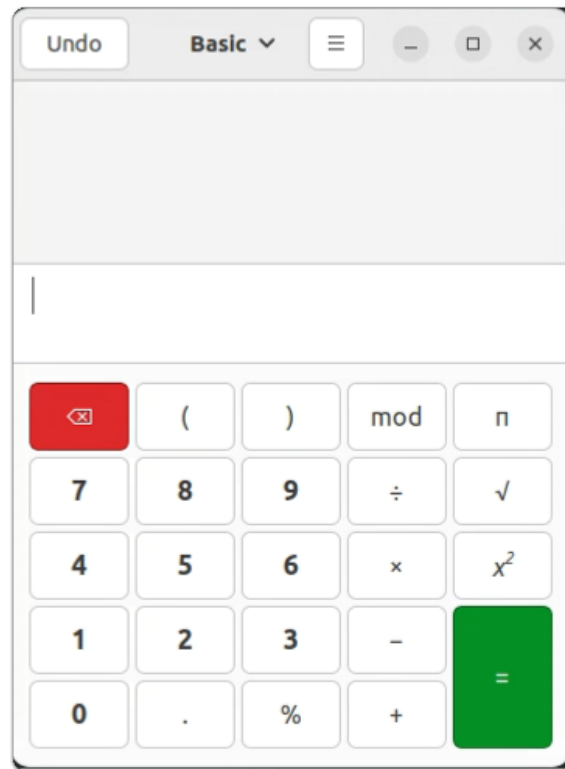 Undo Basic
( ) mod π
7 8 9 ÷ √
4 5 6 × x²
1 2 3 −
=
0 . % +